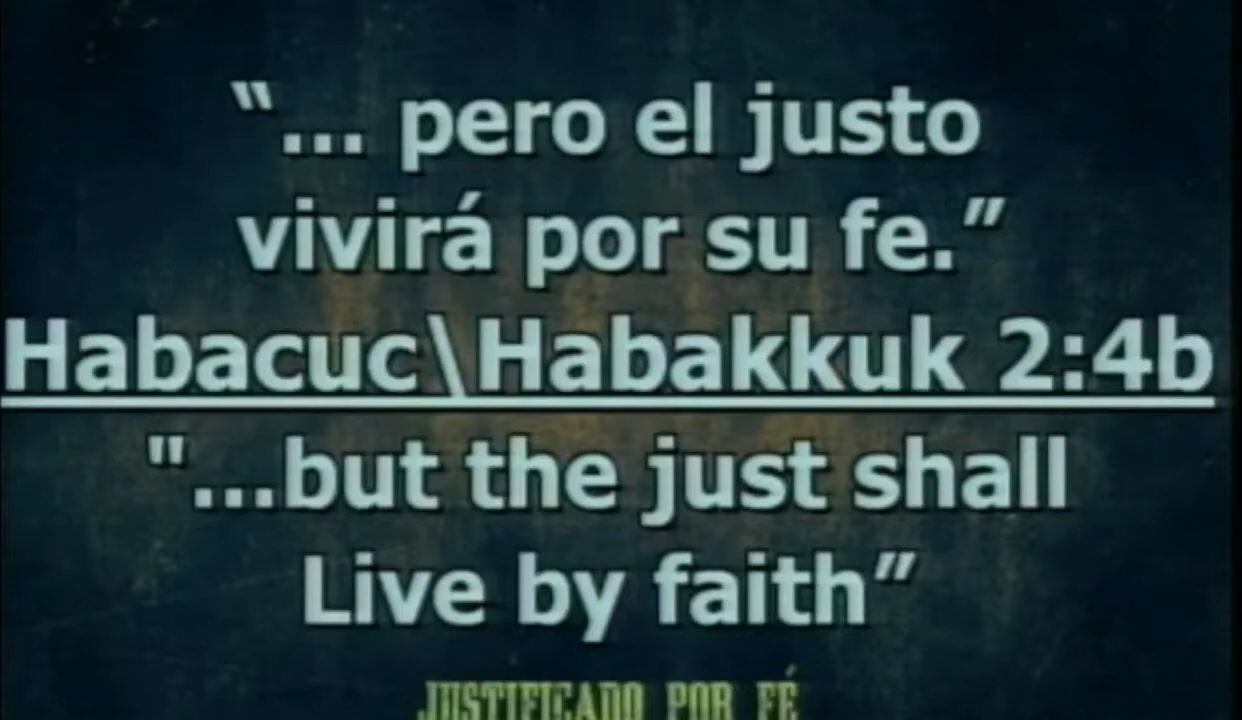 “... pero el justo
vivirá por su fe.”
Habacuc\Habakkuk 2:4b
"...but the just shall
Live by faith”
JUSTIFICADO POR FÉ